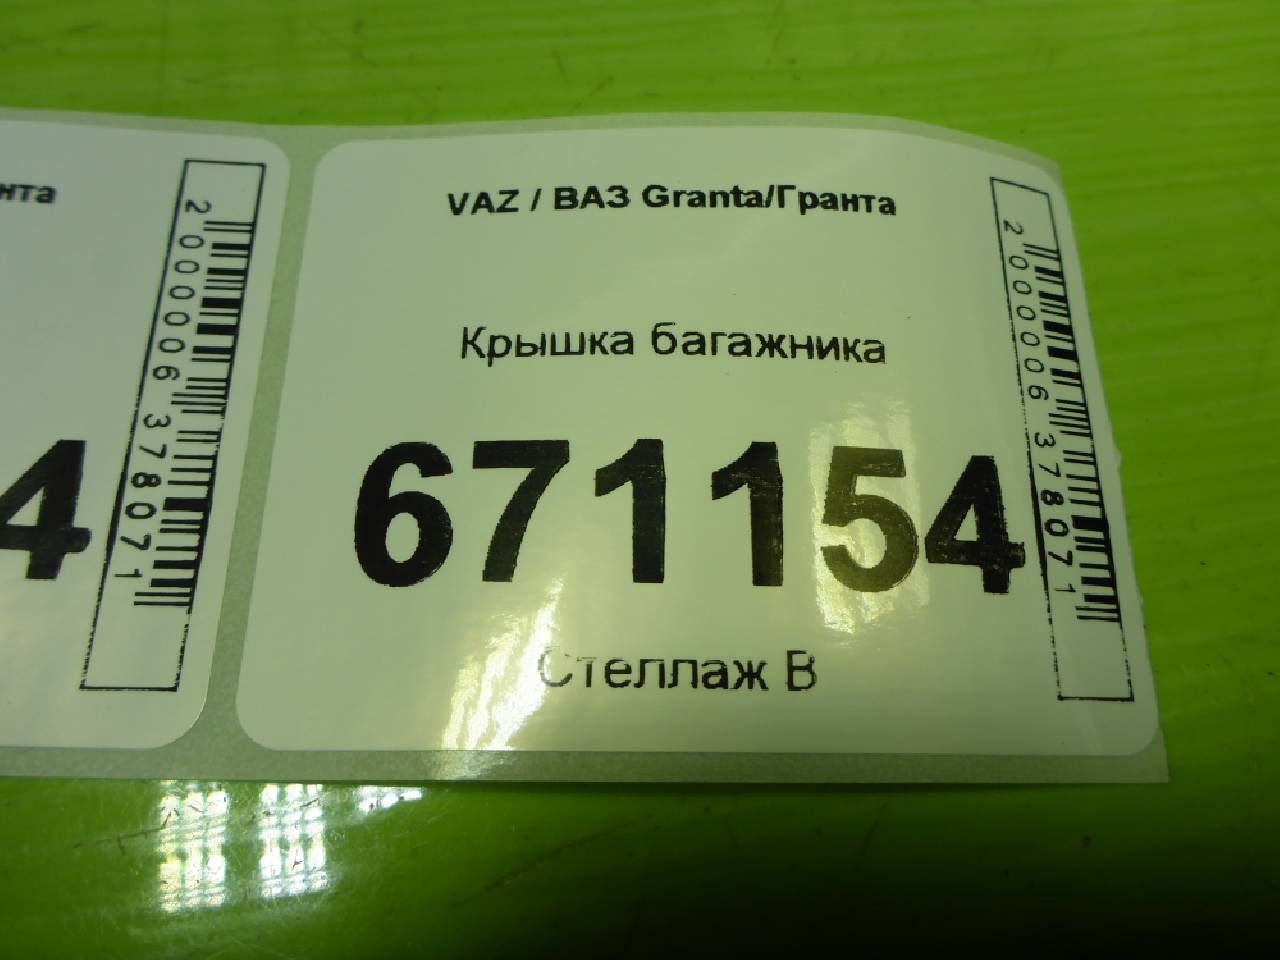 нта
4
2000006378071
VAZ / ВАЗ Granta/Гранта
Крышка багажника
671154
Стеллаж В
2000006378071